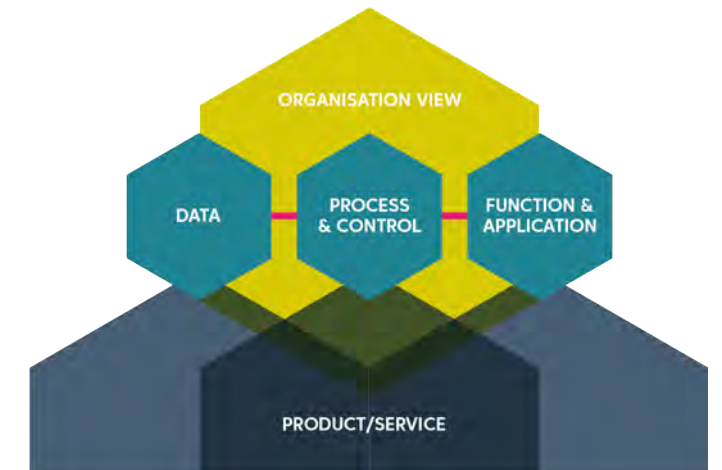 ORGANISATION VIEW
DATA
PROCESS
& CONTROL
FUNCTION &
APPLICATION
PRODUCT/SERVICE